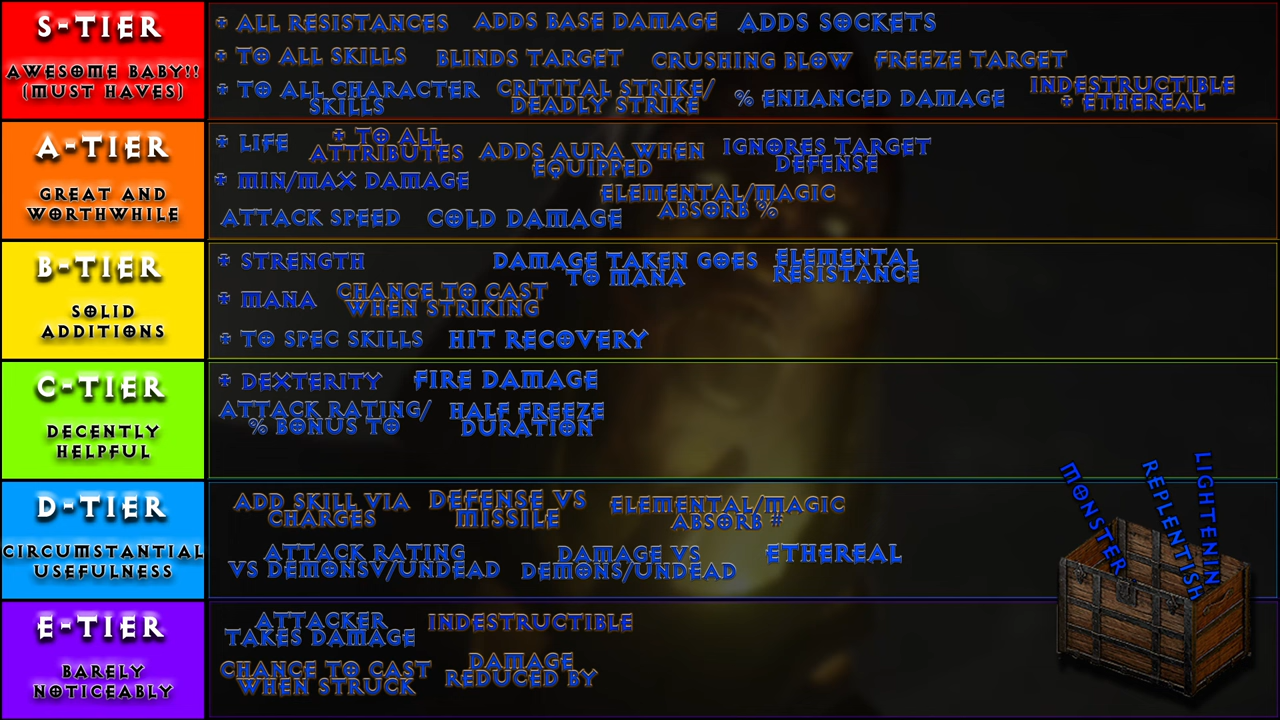 S-TIER
AWESOME BABY!!
(MUST HAVES)
+ ALL RESISTANCES ADDS BASE DAMAGE ADDS SOCKETS
+ TO ALL SKILLS BLINDS TARGET CRUSHING BLOW FREEZE TARGET
+ TO ALL CHARACTER
SKILLS
CRITITAL STRIKE/
DEADLY STRIKE
% ENHANCED DAMAGE
INDESTRUCTIBLE
+ ETHEREAL
A-TIER
GREAT AND
WORTHWHILE
+ LIFE
+ TO ALL
ATTRIBUTES
ADDS AURA WHEN
EQUIPPED
IGNORES TARGET
DEFENSE
+ MIN/MAX DAMAGE
ELEMENTAL/MAGIC
ABSORB %
ATTACK SPEED COLD DAMAGE
B-TIER
SOLID
ADDITIONS
+ STRENGTH
DAMAGE TAKEN GOES
TO MANA
ELEMENTAL
RESISTANCE
+ MANA
CHANCE TO CAST
WHEN STRIKING
+ TO SPEC SKILLS HIT RECOVERY
C-TIER
DECENTLY
HELPFUL
+ DEXTERITY FIRE DAMAGE
ATTACK RATING/
% BONUS TO
HALF FREEZE
DURATION
D-TIER
CIRCUMSTANTIAL
USEFULNESS
ADD SKILL VIA
CHARGES
DEFENSE VS
MISSILE
ELEMENTAL/MAGIC
ABSORB #
ATTACK RATING
VS DEMONSV/UNDEAD
DAMAGE VS
DEMONS/UNDEAD
ETHEREAL
E-TIER
BARELY
NOTICEABLY
ATTACKER
TAKES DAMAGE
INDESTRUCTIBLE
CHANCE TO CAST
WHEN STRUCK
DAMAGE
REDUCED BY
MONSTER
REPLENTISH
LIGHTENIN